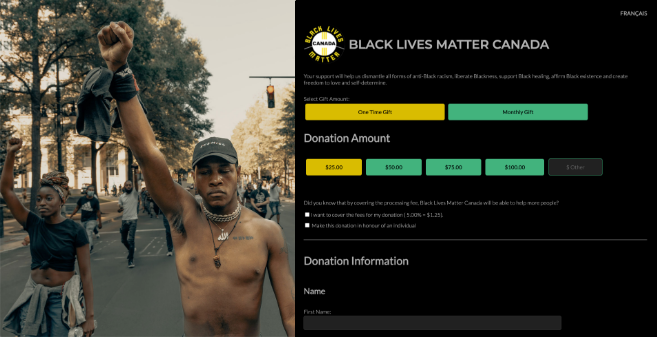 FRANÇAIS
BLACK LIVES
CANADA
MATTER
BLACK LIVES MATTER CANADA
Your support will help us dismantle all forms of anti-Black racism, liberate Blackness, support Black healing, affirm Black existence and create
freedom to love and self-determine.
Select Gift Amount:
One Time Gift
Monthly Gift
Donation Amount
$25.00
$50.00
$75.00
$100.00
$ Other
Did you know that by covering the processing fee, Black Lives Matter Canada will be able to help more people?
I want to cover the fees for my donation ( 5.00% = $1.25).
Make this donation in honour of an individual
Donation Information
Name
First Name: